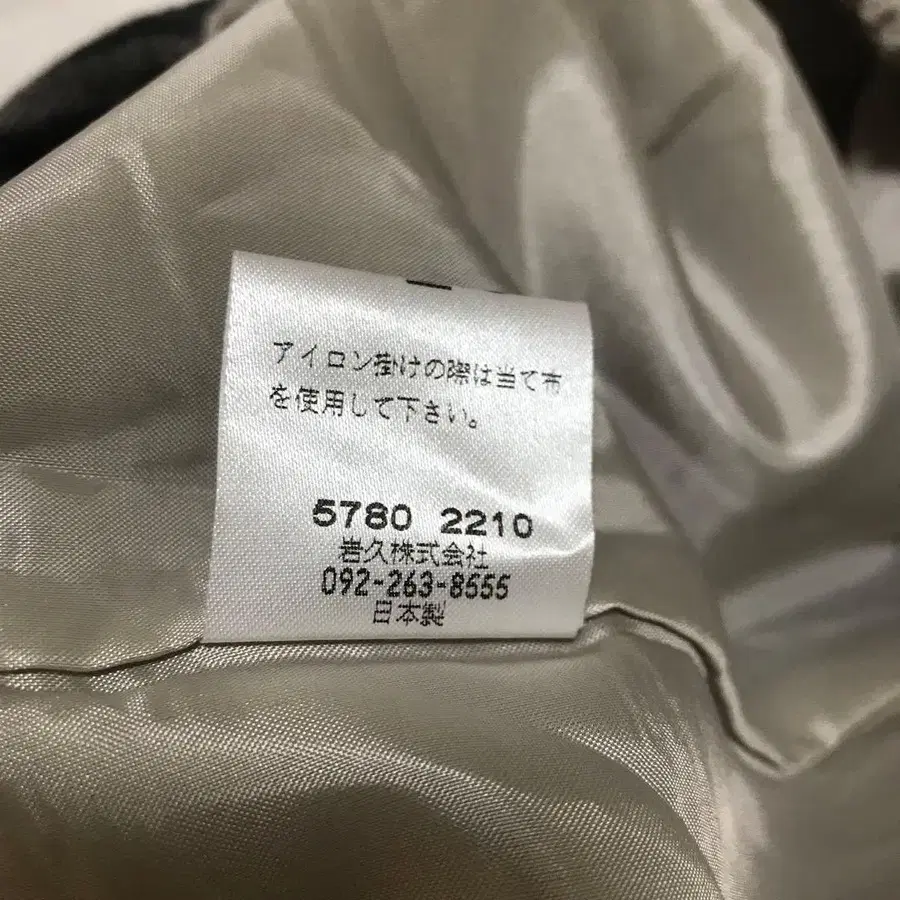 アイロン掛けの際は当て布
を使用して下さい。
5780 2210
岩久株式会社
092-263-8555
日本製